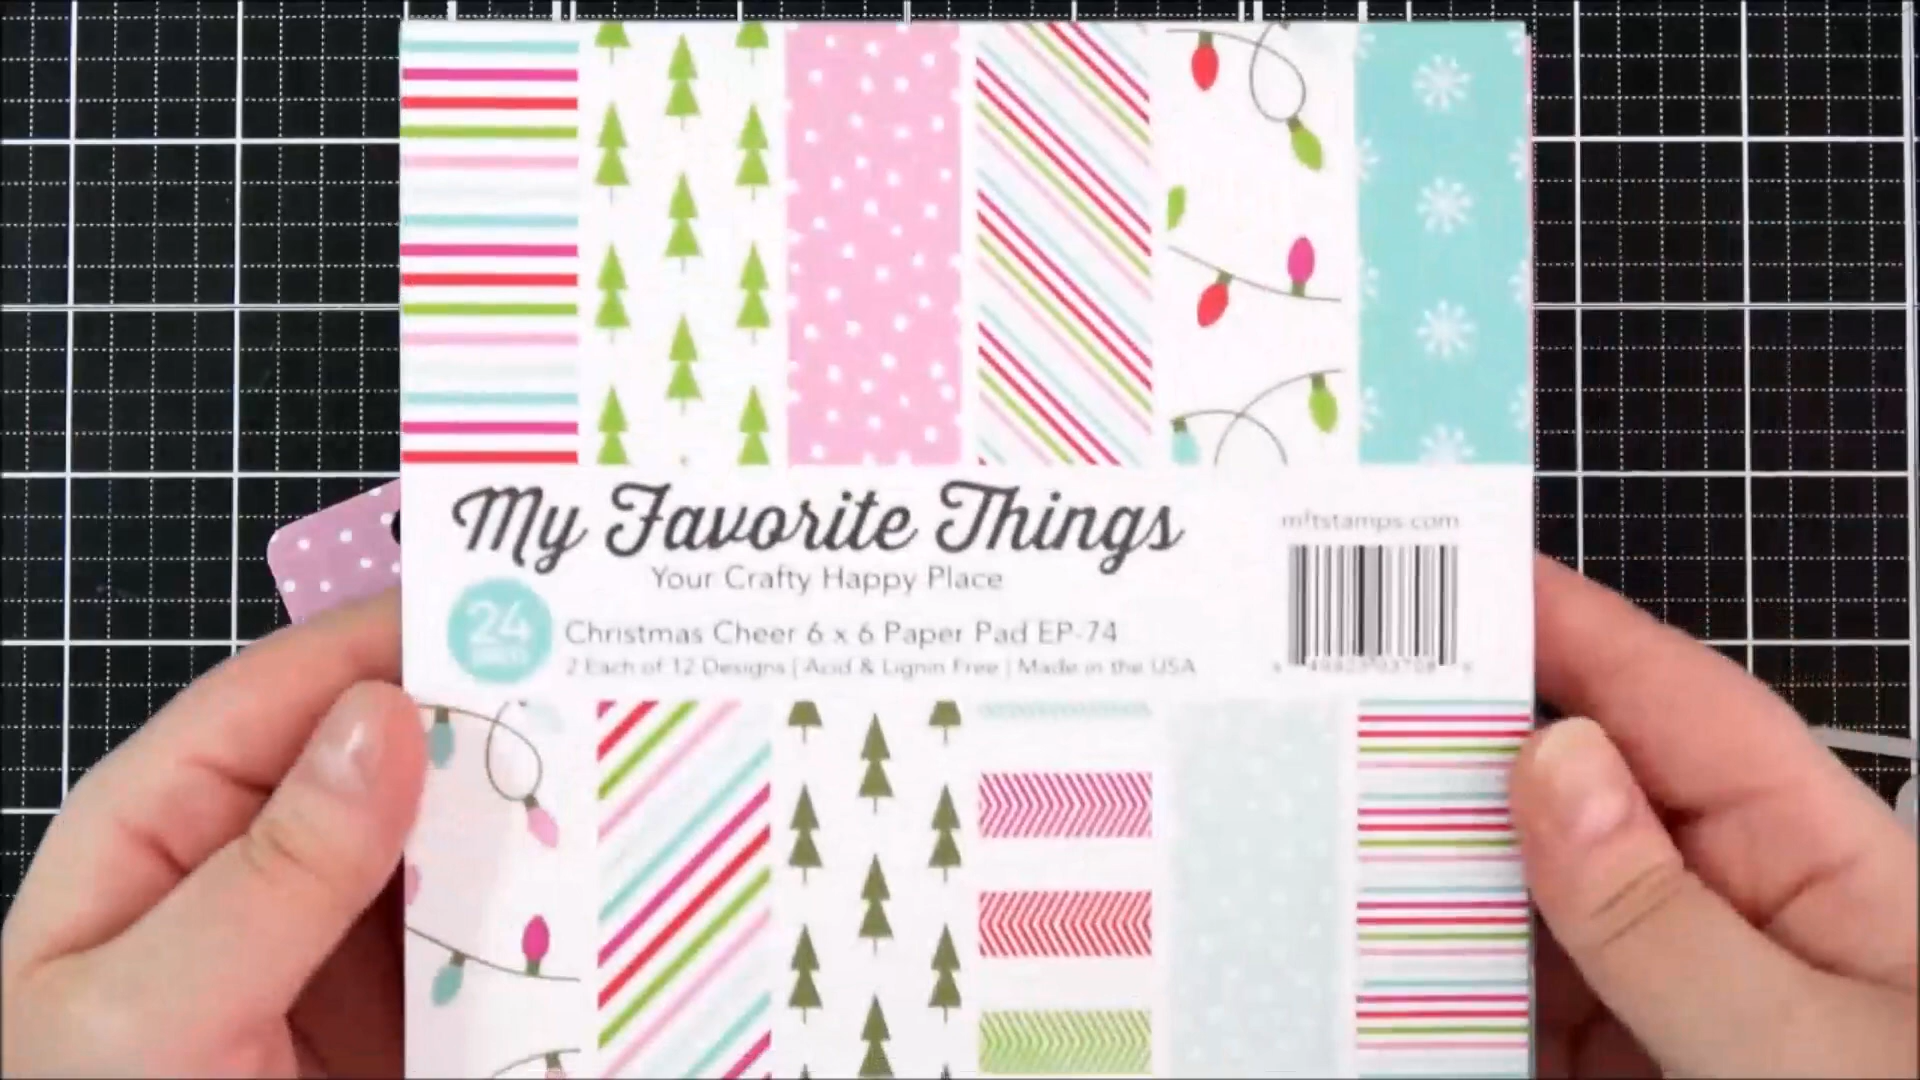 My Favorite Things
mftstamps.com
Your Crafty Happy Place
24
Christmas Cheer 6 x 6 Paper Pad EP-74
2 Each of 12 Designs | Acid & Lignin Free | Made in the USA